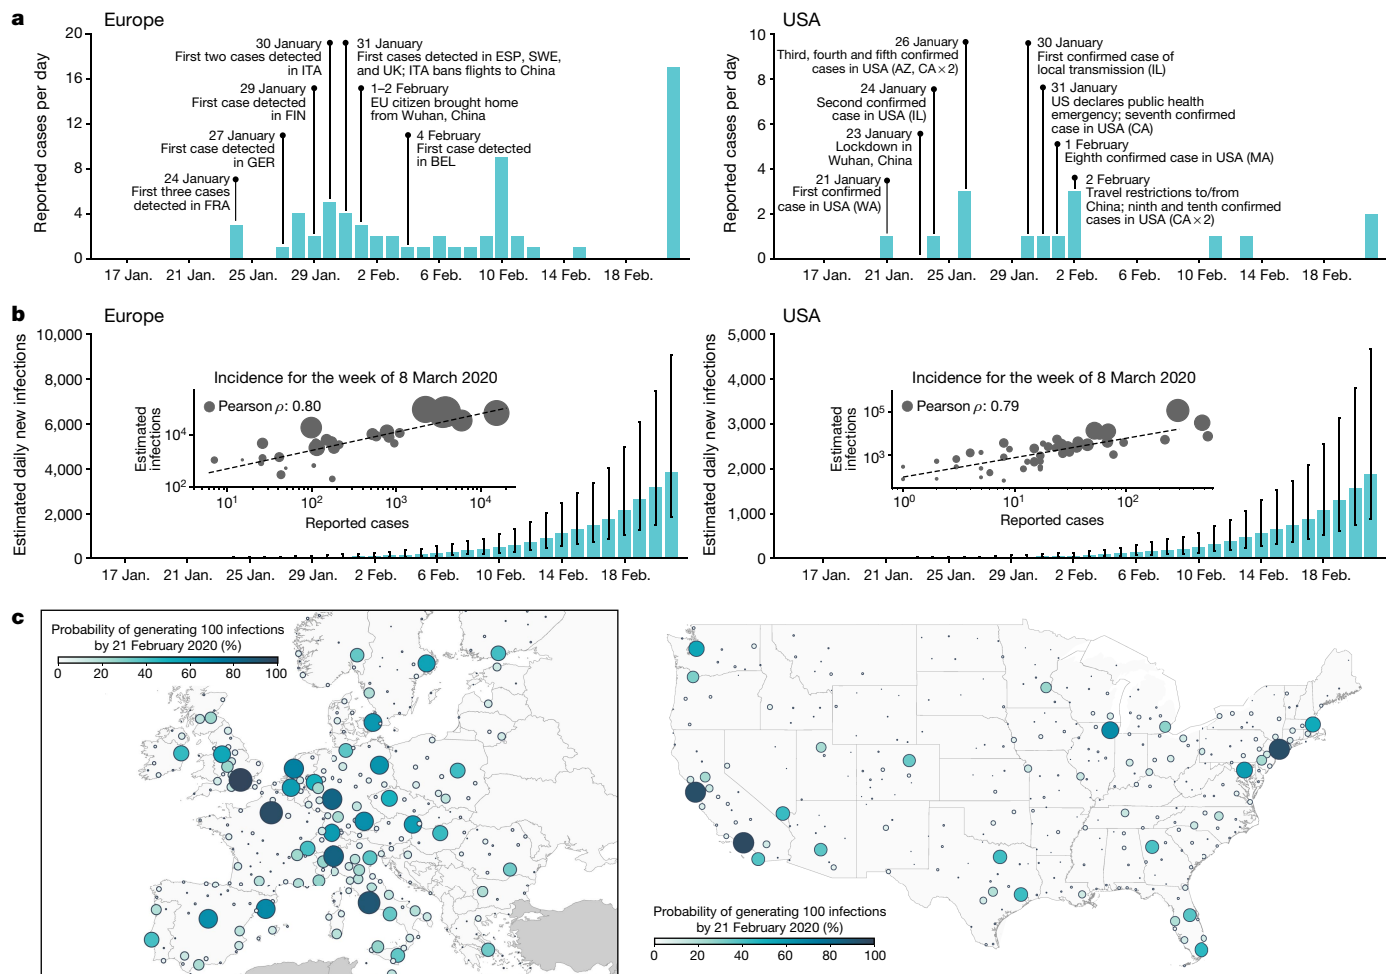 a
Europe
Reported cases per day
20
16
12
8
4
0
17 Jan.
21 Jan.
25 Jan.
29 Jan.
2 Feb.
6 Feb.
10 Feb.
14 Feb.
18 Feb.
24 January
First three cases
detected in FRA
27 January
First case detected
in GER
29 January
First case detected
in FIN
30 January
First two cases detected
in ITA
31 January
First cases detected in ESP, SWE,
and UK; ITA bans flights to China
1–2 February
EU citizen brought home
from Wuhan, China
4 February
First case detected
in BEL
USA
Reported cases per day
10
8
6
4
2
0
17 Jan.
21 Jan.
25 Jan.
29 Jan.
2 Feb.
6 Feb.
10 Feb.
14 Feb.
18 Feb.
21 January
First confirmed
case in USA (WA)
23 January
Lockdown in
Wuhan, China
24 January
Second confirmed
case in USA (IL)
26 January
Third, fourth and fifth confirmed
cases in USA (AZ, CA × 2)
30 January
First confirmed case of
local transmission (IL)
31 January
US declares public health
emergency; seventh confirmed
case in USA (CA)
1 February
Eighth confirmed case in USA (MA)
2 February
Travel restrictions to/from
China; ninth and tenth confirmed
cases in USA (CA × 2)
b
Europe
Estimated daily new infections
10,000
8,000
6,000
4,000
2,000
0
17 Jan.
21 Jan.
25 Jan.
29 Jan.
2 Feb.
6 Feb.
10 Feb.
14 Feb.
18 Feb.
Incidence for the week of 8 March 2020
Pearson ρ: 0.80
Estimated
infections
10⁴
10²
10¹
10²
10³
10⁴
Reported cases
USA
Estimated daily new infections
5,000
4,000
3,000
2,000
1,000
0
17 Jan.
21 Jan.
25 Jan.
29 Jan.
2 Feb.
6 Feb.
10 Feb.
14 Feb.
18 Feb.
Incidence for the week of 8 March 2020
Pearson ρ: 0.79
Estimated
infections
10⁵
10³
10⁰
10¹
10²
Reported cases
c
Probability of generating 100 infections
by 21 February 2020 (%)
0
20
40
60
80
100
Probability of generating 100 infections
by 21 February 2020 (%)
0
20
40
60
80
100